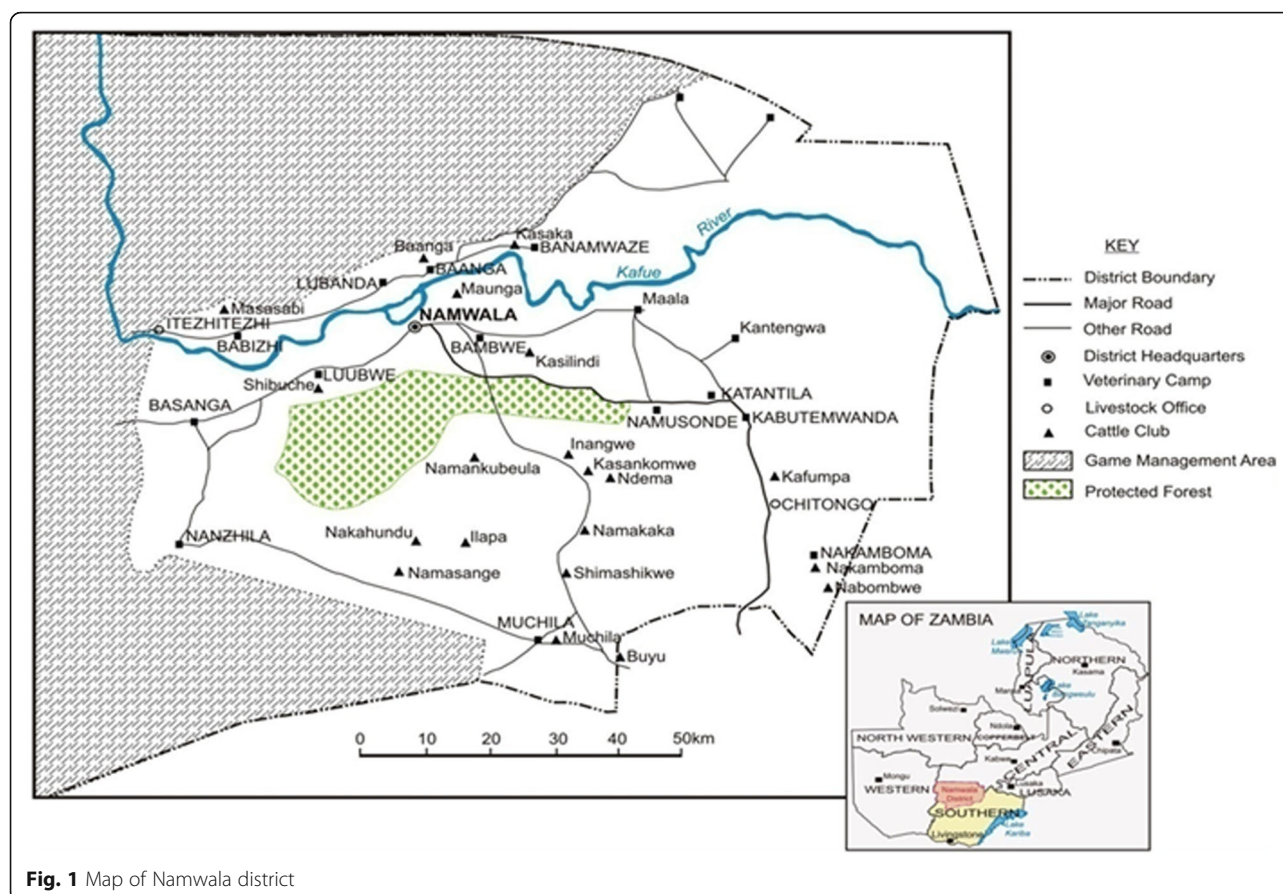 Kasaka
Baanga
BANAMWAZE
BAANGA
River
Kafue
LUBANDA
Maunga
Masasabi
NAMWALA
Maala
ITEZHITEZHI
BABIZHI
BAMBWE
Kantengwa
Kasilindi
LUUBWE
Shibuche
BASANGA
KATANTILA
NAMUSONDE
KABUTEMWANDA
Inangwe
Namankubeula
Kasankomwe
Ndema
Kafumpa
CHITONGO
Nakahundu
Ilapa
Namakaka
NANZHILA
NAKAMBOMA
Nakamboma
Namasange
Shimashikwe
Nabombwe
MUCHILA
Muchila
Buyu
0 10 20 30 40 50km
KEY
District Boundary
Major Road
Other Road
District Headquarters
Veterinary Camp
Livestock Office
Cattle Club
Game Management Area
Protected Forest
MAP OF ZAMBIA
Lake
Tanganyika
Lake
LUAPULA
NORTHERN
Kasama
Mansa
Lake
Bangweulu
Solwezi
Ndola
COPPERBELT
NORTH WESTERN
CENTRAL
EASTERN
Chipata
Kabwe
Mongu
WESTERN
Lusaka
LUSAKA
Namwala
District
SOUTHERN
Lake
Kariba
Livingstone
Fig. 1 Map of Namwala district